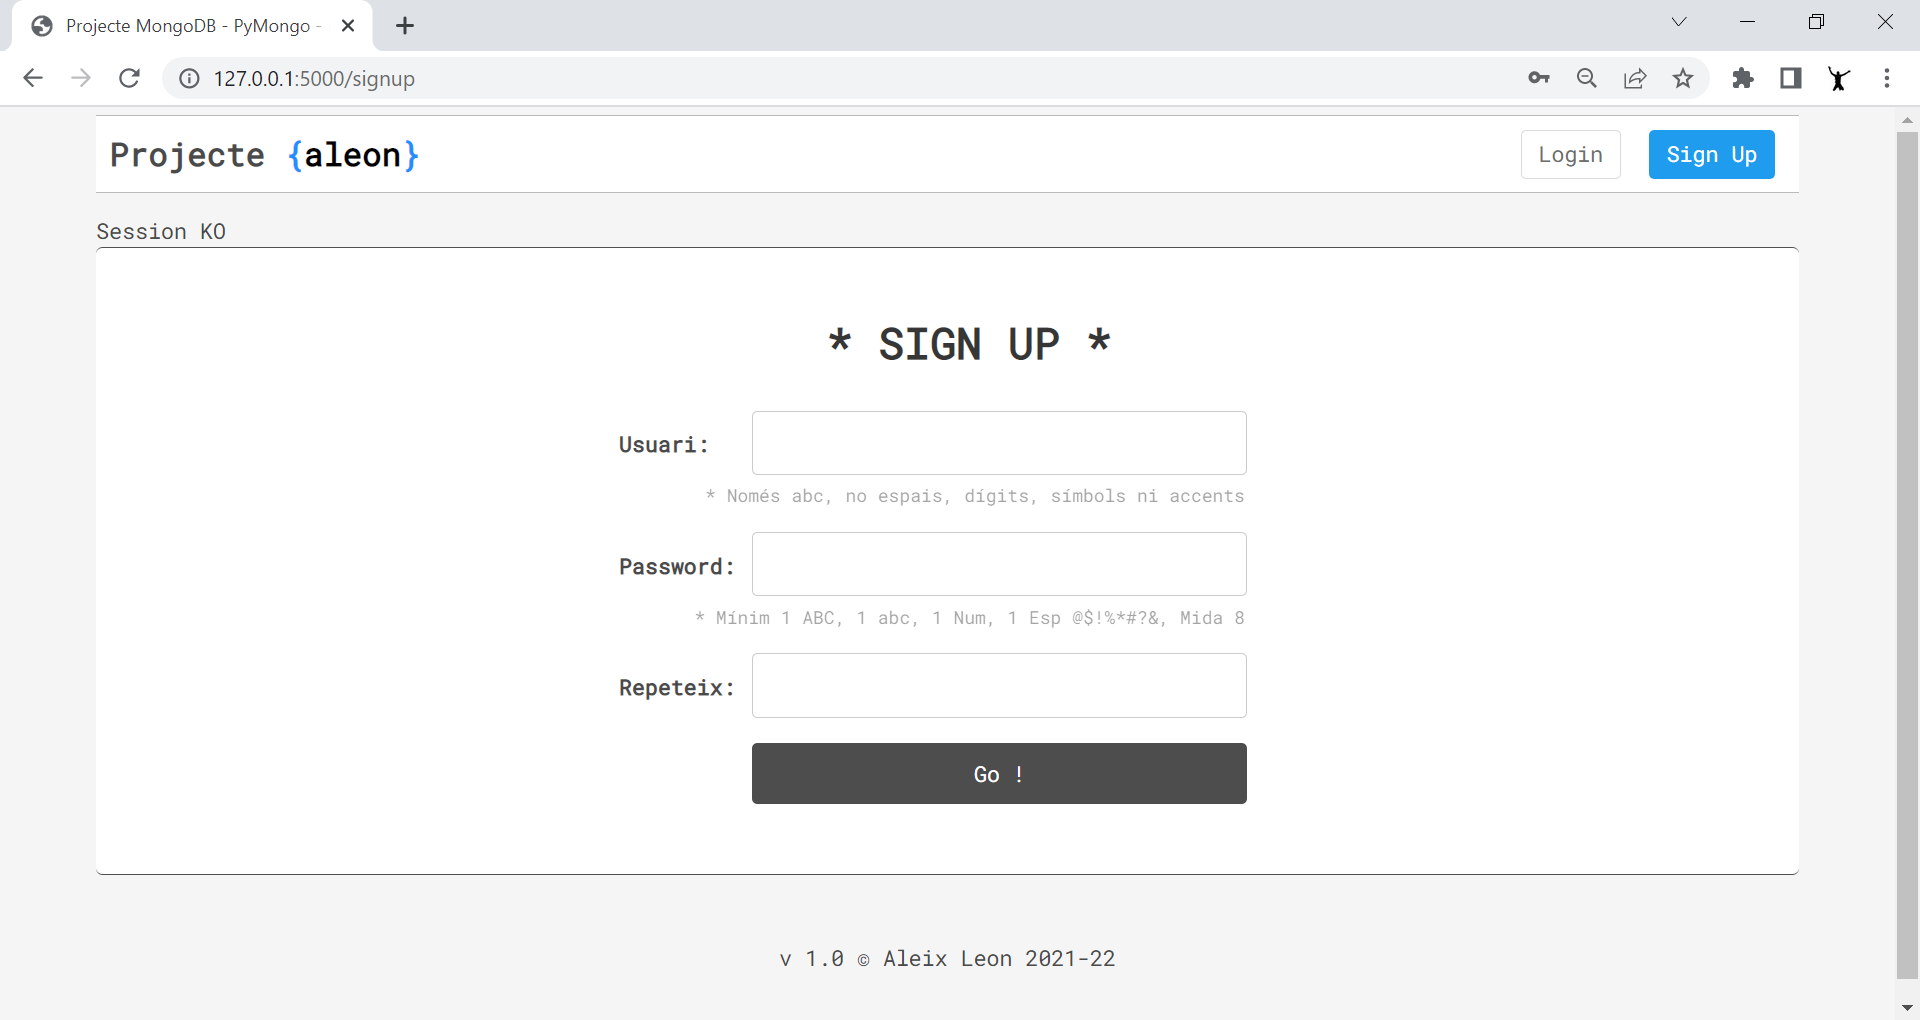 Projecte MongoDB - PyMongo -
127.0.0.1:5000/signup
Projecte {aleon}
Login
Sign Up
Session KO
* SIGN UP *
Usuari:
* Només abc, no espais, dígits, símbols ni accents
Password:
* Mínim 1 ABC, 1 abc, 1 Num, 1 Esp @$!%*#?&, Mida 8
Repeteix:
Go !
v 1.0 © Aleix Leon 2021-22